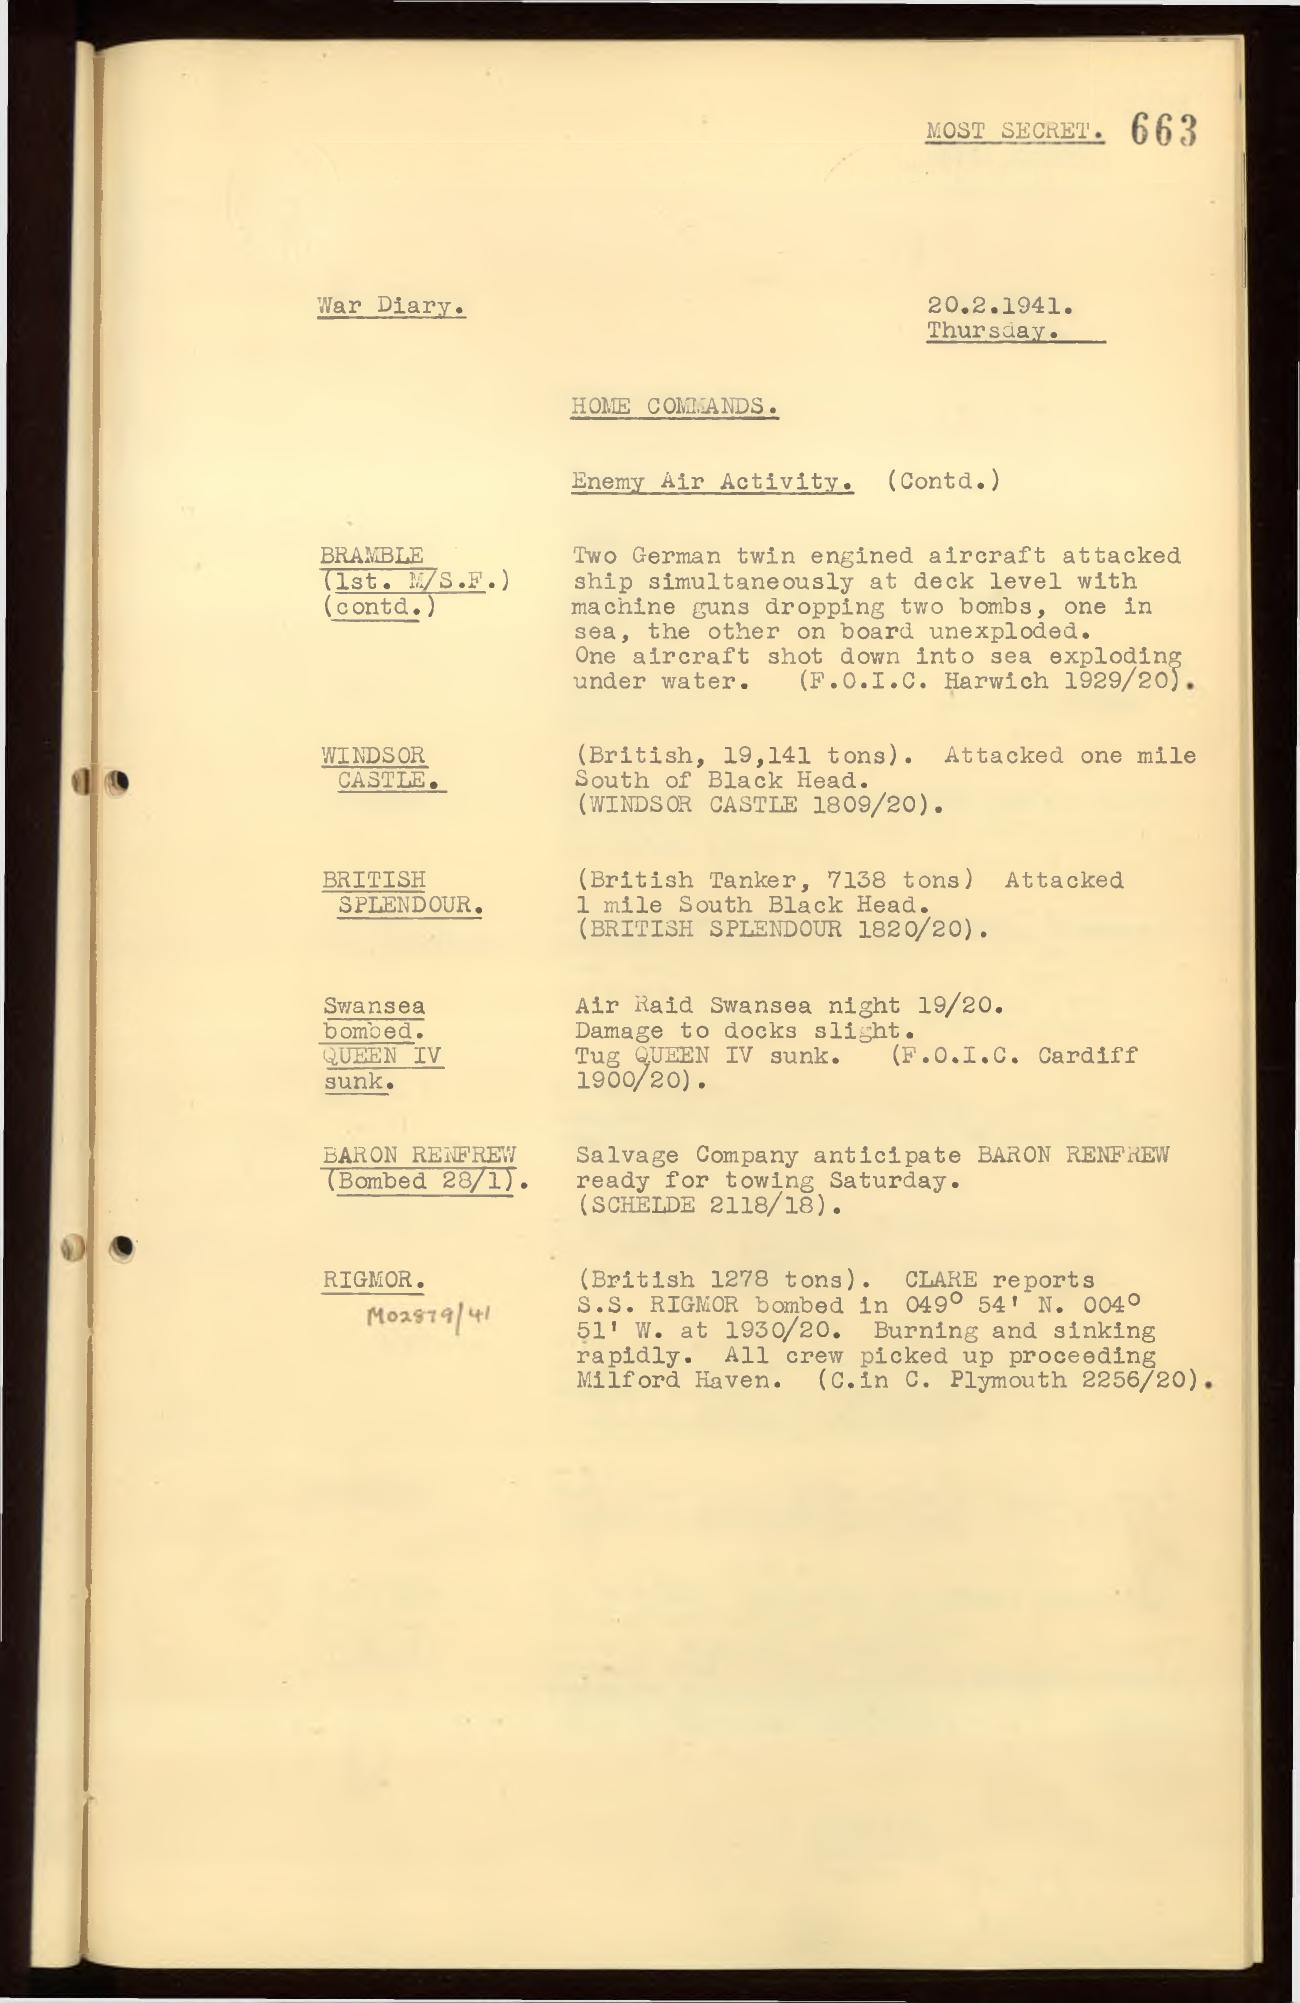 MOST SECRET. 663
War Diary.
20.2.1941.
Thursday.
HOME COMMANDS.
Enemy Air Activity. (Contd.)
BRAMBLE
(1st. M/S.F.)
(contd.)
Two German twin engined aircraft attacked
ship simultaneously at deck level with
machine guns dropping two bombs, one in
sea, the other on board unexploded.
One aircraft shot down into sea exploding
under water. (F.O.I.C. Harwich 1929/20).
WINDSOR
CASTLE.
(British, 19,141 tons). Attacked one mile
South of Black Head.
(WINDSOR CASTLE 1809/20).
BRITISH
SPLENDOUR.
(British Tanker, 7138 tons) Attacked
1 mile South Black Head.
(BRITISH SPLENDOUR 1820/20).
Swansea
bombed.
QUEEN IV
sunk.
Air Raid Swansea night 19/20.
Damage to docks slight.
Tug QUEEN IV sunk. (F.O.I.C. Cardiff
1900/20).
BARON RENFREW
(Bombed 28/1).
Salvage Company anticipate BARON RENFREW
ready for towing Saturday.
(SCHELDE 2118/18).
RIGMOR.
M02879/41
(British 1278 tons). CLARE reports
S.S. RIGMOR bombed in 049° 54' N. 004°
51' W. at 1930/20. Burning and sinking
rapidly. All crew picked up proceeding
Milford Haven. (C.in C. Plymouth 2256/20).